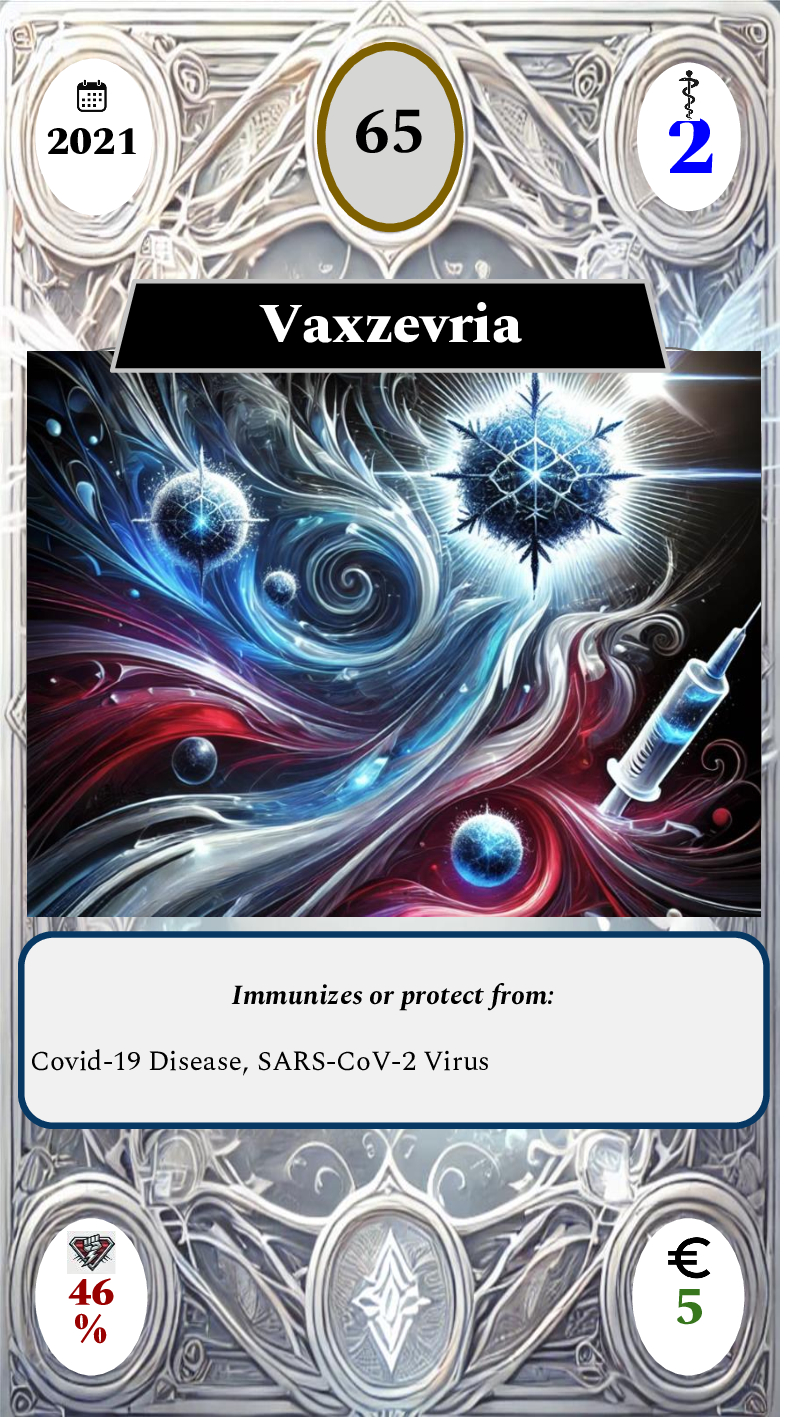 2021
65
2
Vaxzevria
Immunizes or protect from:
Covid-19 Disease, SARS-CoV-2 Virus
46
%
€
5